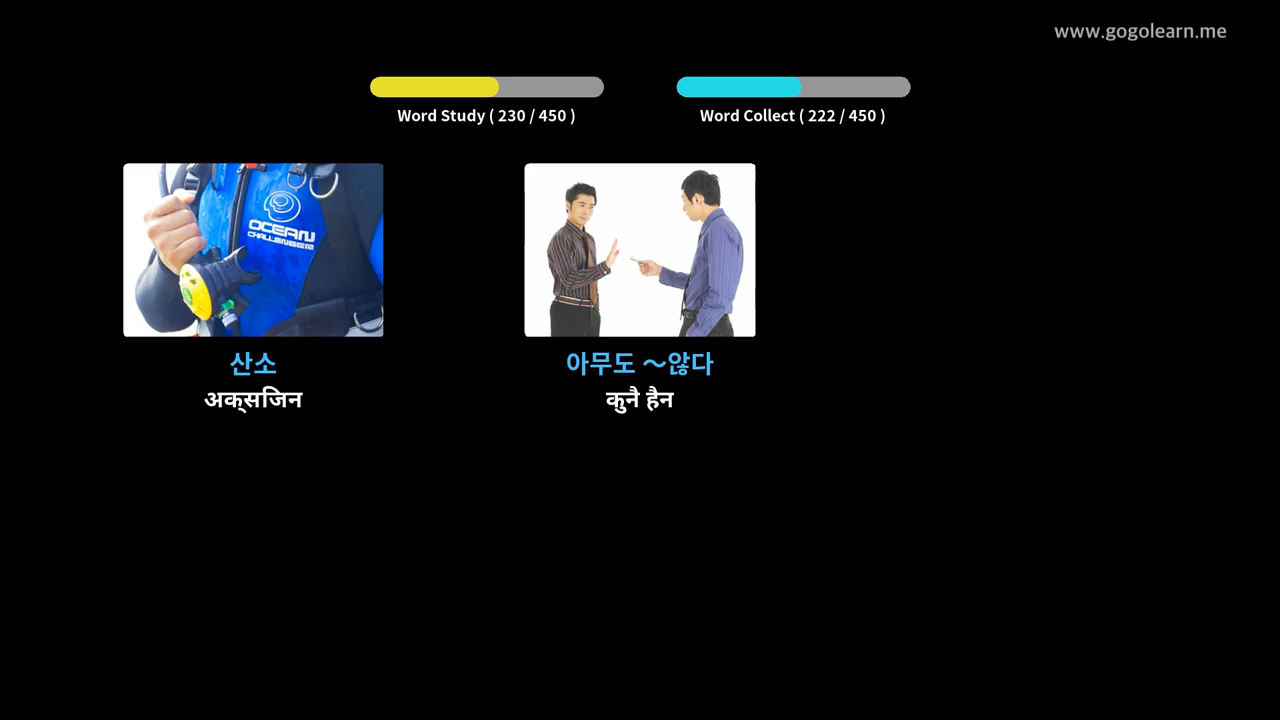 www.gogolearn.me
Word Study ( 230 / 450 )
Word Collect ( 222 / 450 )
OCEAN
CHALLENGER
산소
अक्सजिन
아무도 ～않다
कुनै हैन